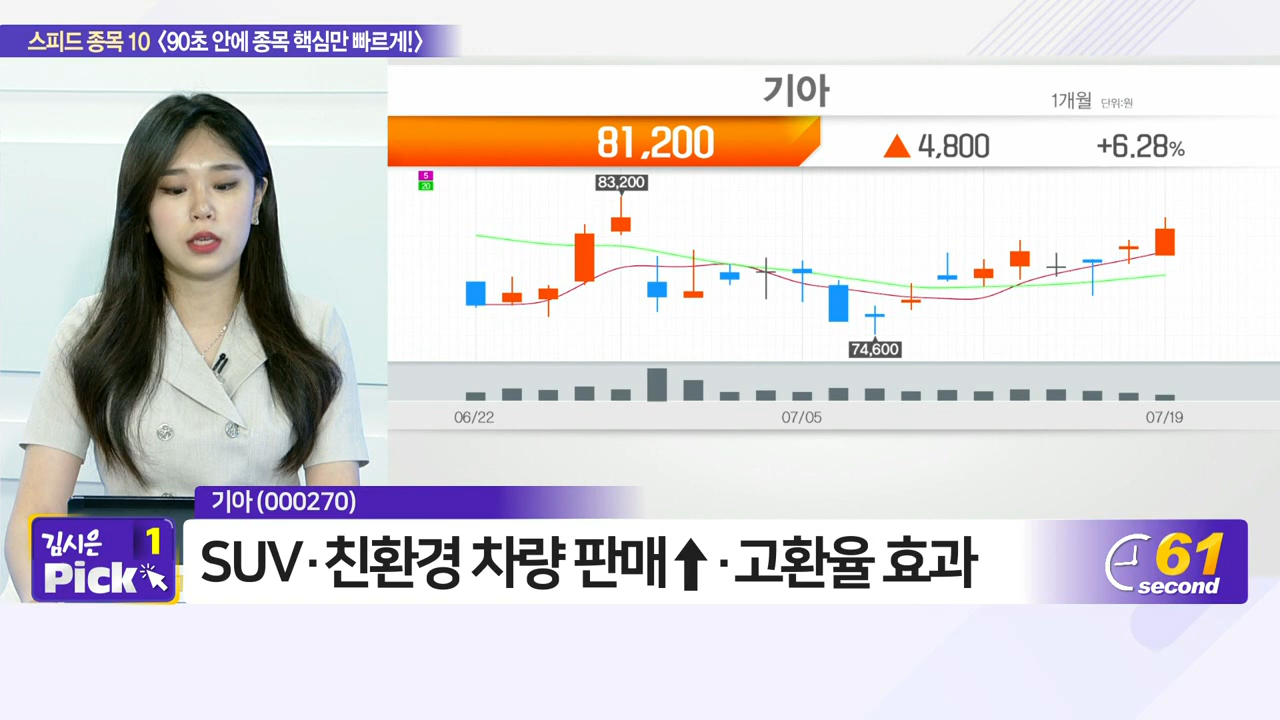 스피드 종목 10 〈90초 안에 종목 핵심만 빠르게!〉
기아
1개월 단위:원
81,200 ▲ 4,800 +6.28%
5
20
83,200
74,600
06/22 07/05 07/19
기아 (000270)
김시은 1
Pick
SUV·친환경 차량 판매↑·고환율 효과
61
second